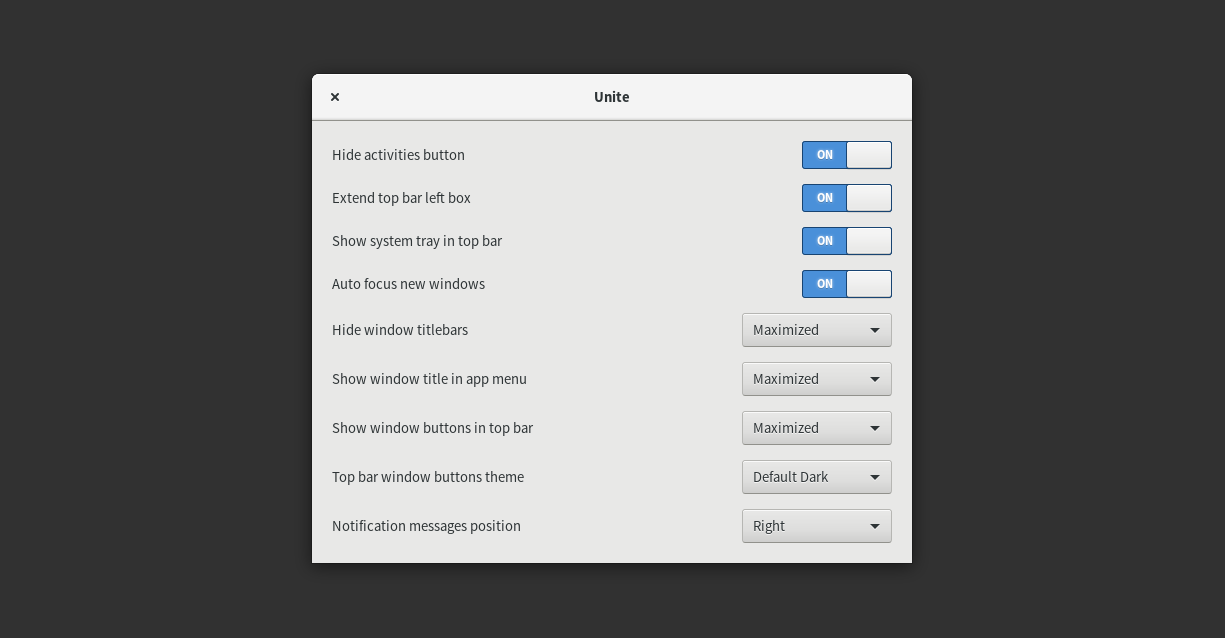 Unite
Hide activities button ON
Extend top bar left box ON
Show system tray in top bar ON
Auto focus new windows ON
Hide window titlebars Maximized
Show window title in app menu Maximized
Show window buttons in top bar Maximized
Top bar window buttons theme Default Dark
Notification messages position Right